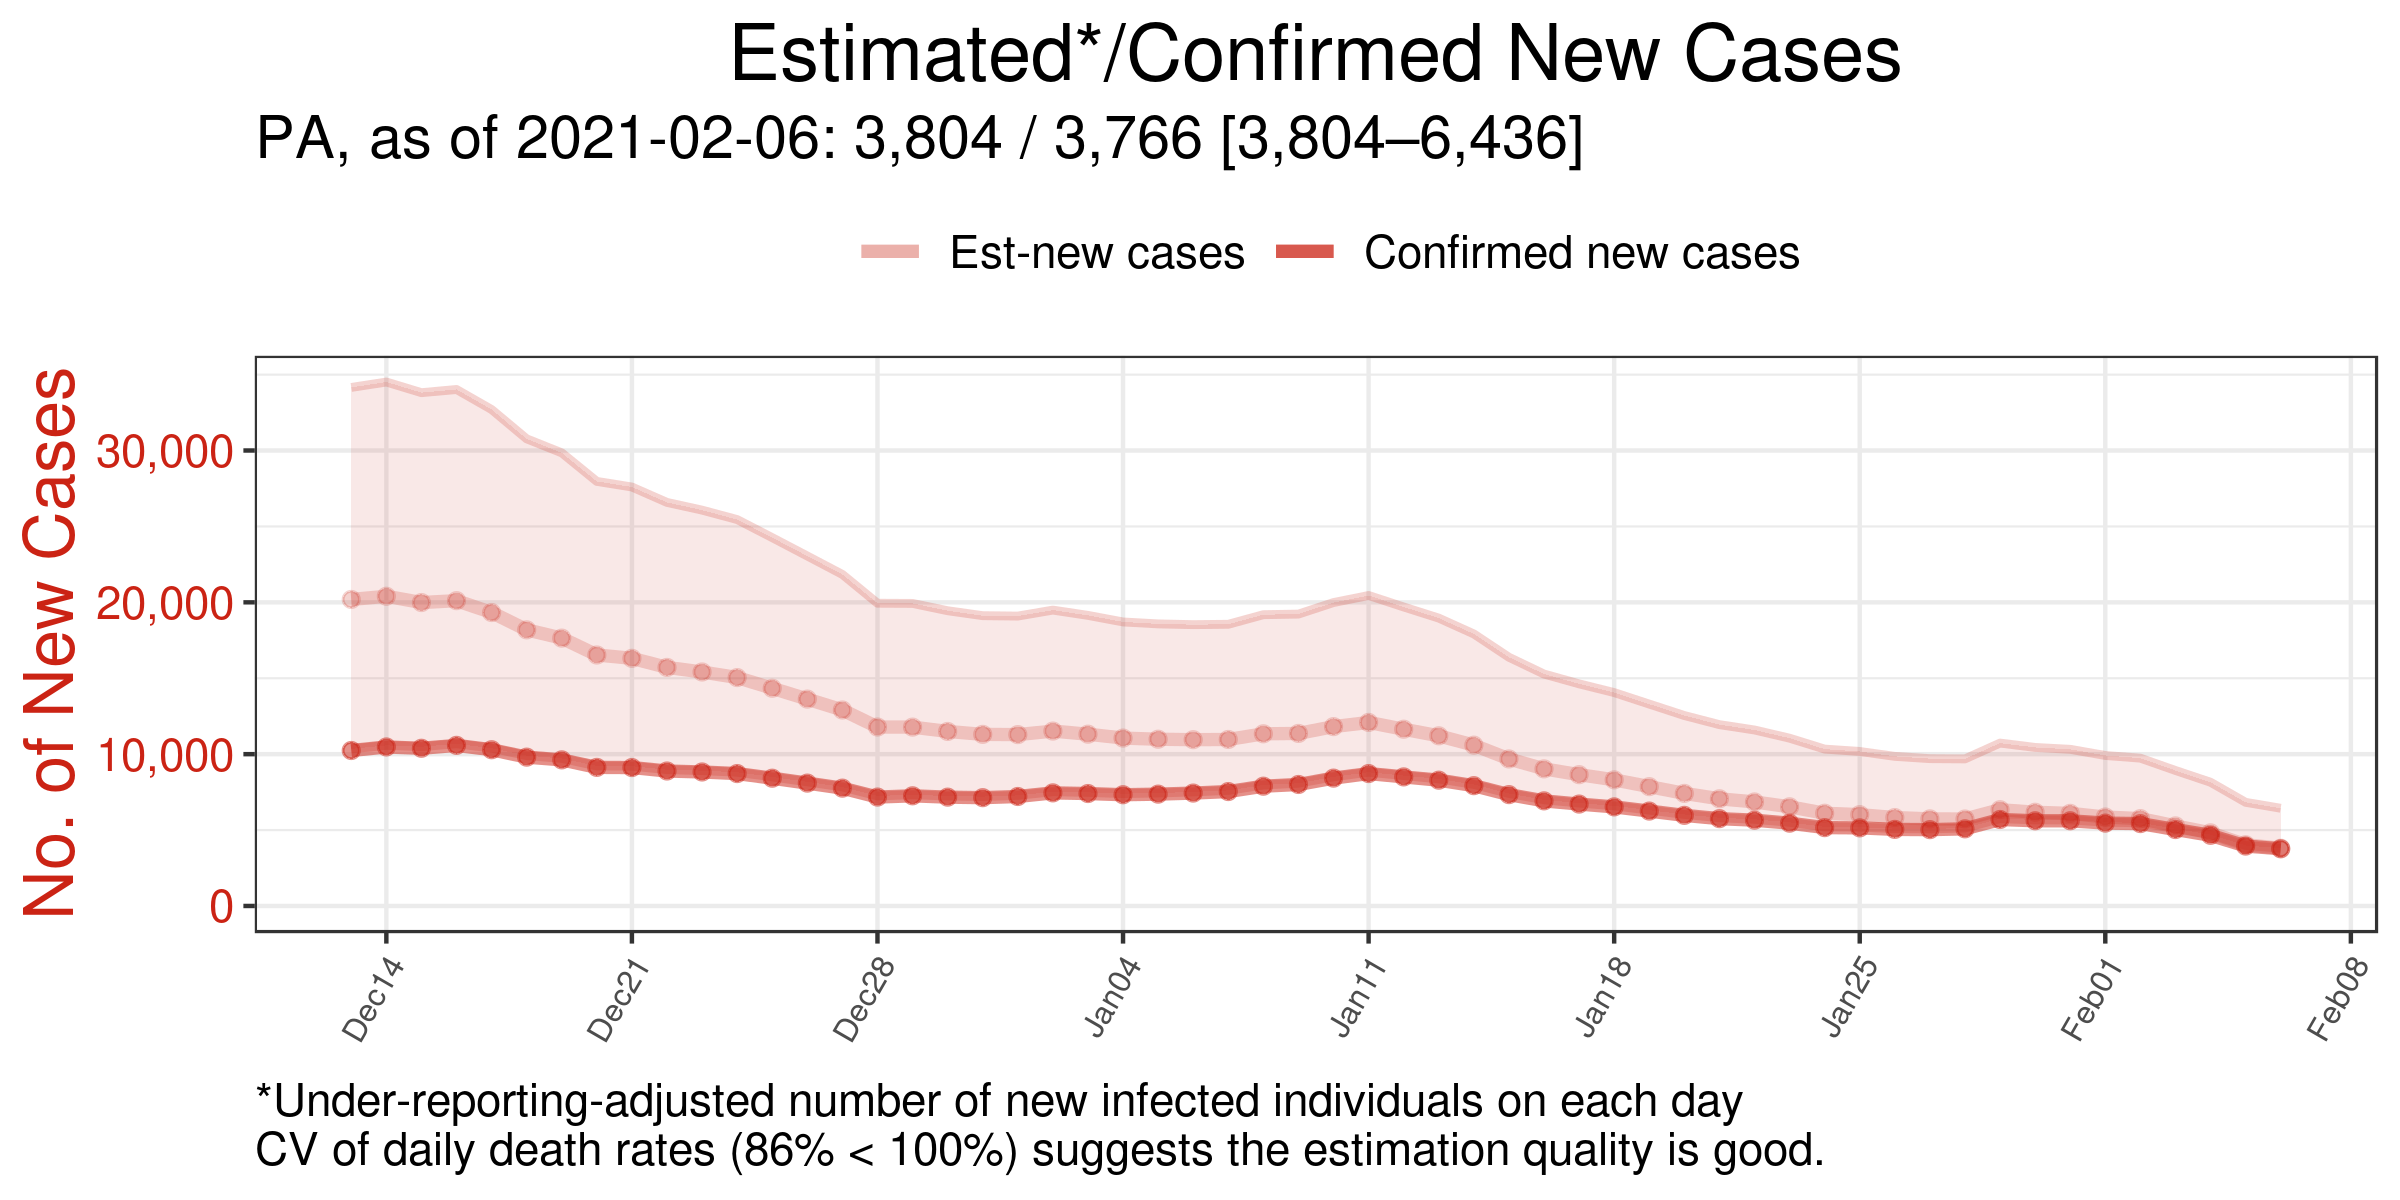 Estimated*/Confirmed New Cases
PA, as of 2021-02-06: 3,804 / 3,766 [3,804–6,436]
Est-new cases
Confirmed new cases
No. of New Cases
30,000
20,000
10,000
0
Dec14
Dec21
Dec28
Jan04
Jan11
Jan18
Jan25
Feb01
Feb08
*Under-reporting-adjusted number of new infected individuals on each day
CV of daily death rates (86% < 100%) suggests the estimation quality is good.